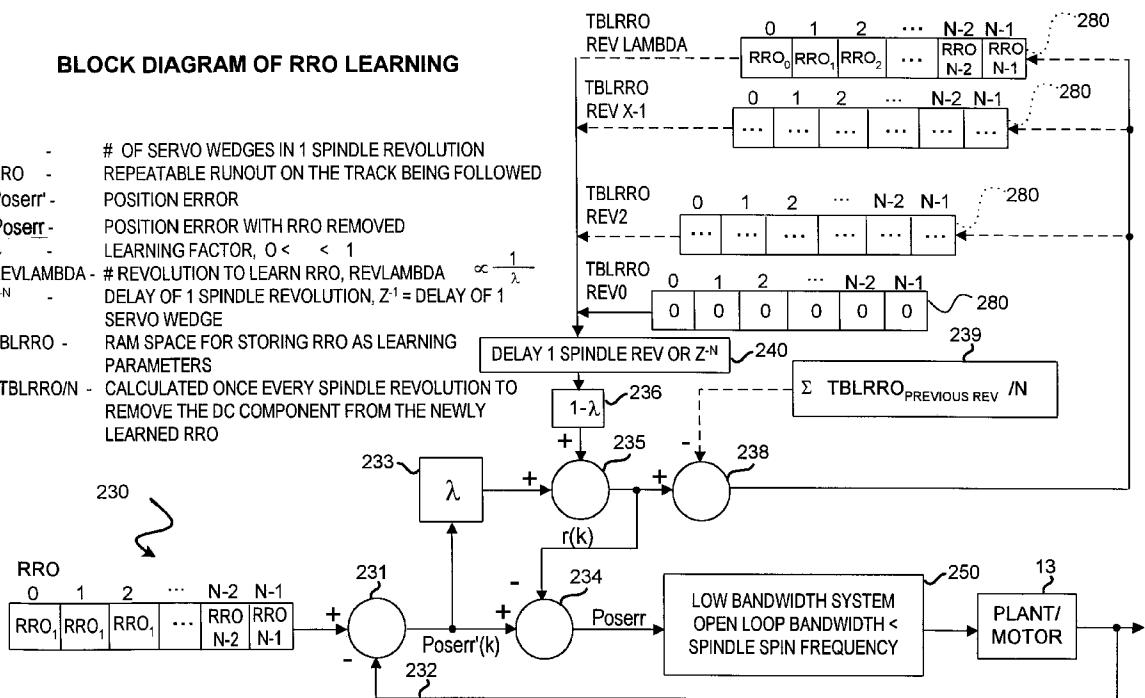 BLOCK DIAGRAM OF RRO LEARNING
- # OF SERVO WEDGES IN 1 SPINDLE REVOLUTION
RRO - REPEATABLE RUNOUT ON THE TRACK BEING FOLLOWED
Poserr' - POSITION ERROR
Poserr - POSITION ERROR WITH RRO REMOVED
- LEARNING FACTOR, 0 < < 1
REVLAMBDA - # REVOLUTION TO LEARN RRO, REVLAMBDA ∝ 1/λ
-N - DELAY OF 1 SPINDLE REVOLUTION, Z-1 = DELAY OF 1
SERVO WEDGE
TBLRRO - RAM SPACE FOR STORING RRO AS LEARNING
PARAMETERS
TBLRRO/N - CALCULATED ONCE EVERY SPINDLE REVOLUTION TO
REMOVE THE DC COMPONENT FROM THE NEWLY
LEARNED RRO
TBLRRO
REV LAMBDA
0 1 2 ... N-2 N-1
280
RRO0 RRO1 RRO2 ... RRO N-2 RRO N-1
TBLRRO
REV X-1
0 1 2 ... N-2 N-1
280
... ... ... ... ... ...
TBLRRO
REV2
0 1 2 ... N-2 N-1
280
... ... ... ... ... ...
TBLRRO
REV0
0 1 2 ... N-2 N-1
280
0 0 0 0 0 0
DELAY 1 SPINDLE REV OR Z-N
240
239
Σ TBLRROPREVIOUS REV /N
1-λ
236
+
235
-
238
233
λ
+
+
r(k)
230
RRO
0 1 2 ... N-2 N-1
RRO1 RRO1 RRO1 ... RRO N-2 RRO N-1
+
-
231
Poserr'(k)
232
-
+
234
Poserr
250
LOW BANDWIDTH SYSTEM
OPEN LOOP BANDWIDTH <
SPINDLE SPIN FREQUENCY
13
PLANT/
MOTOR